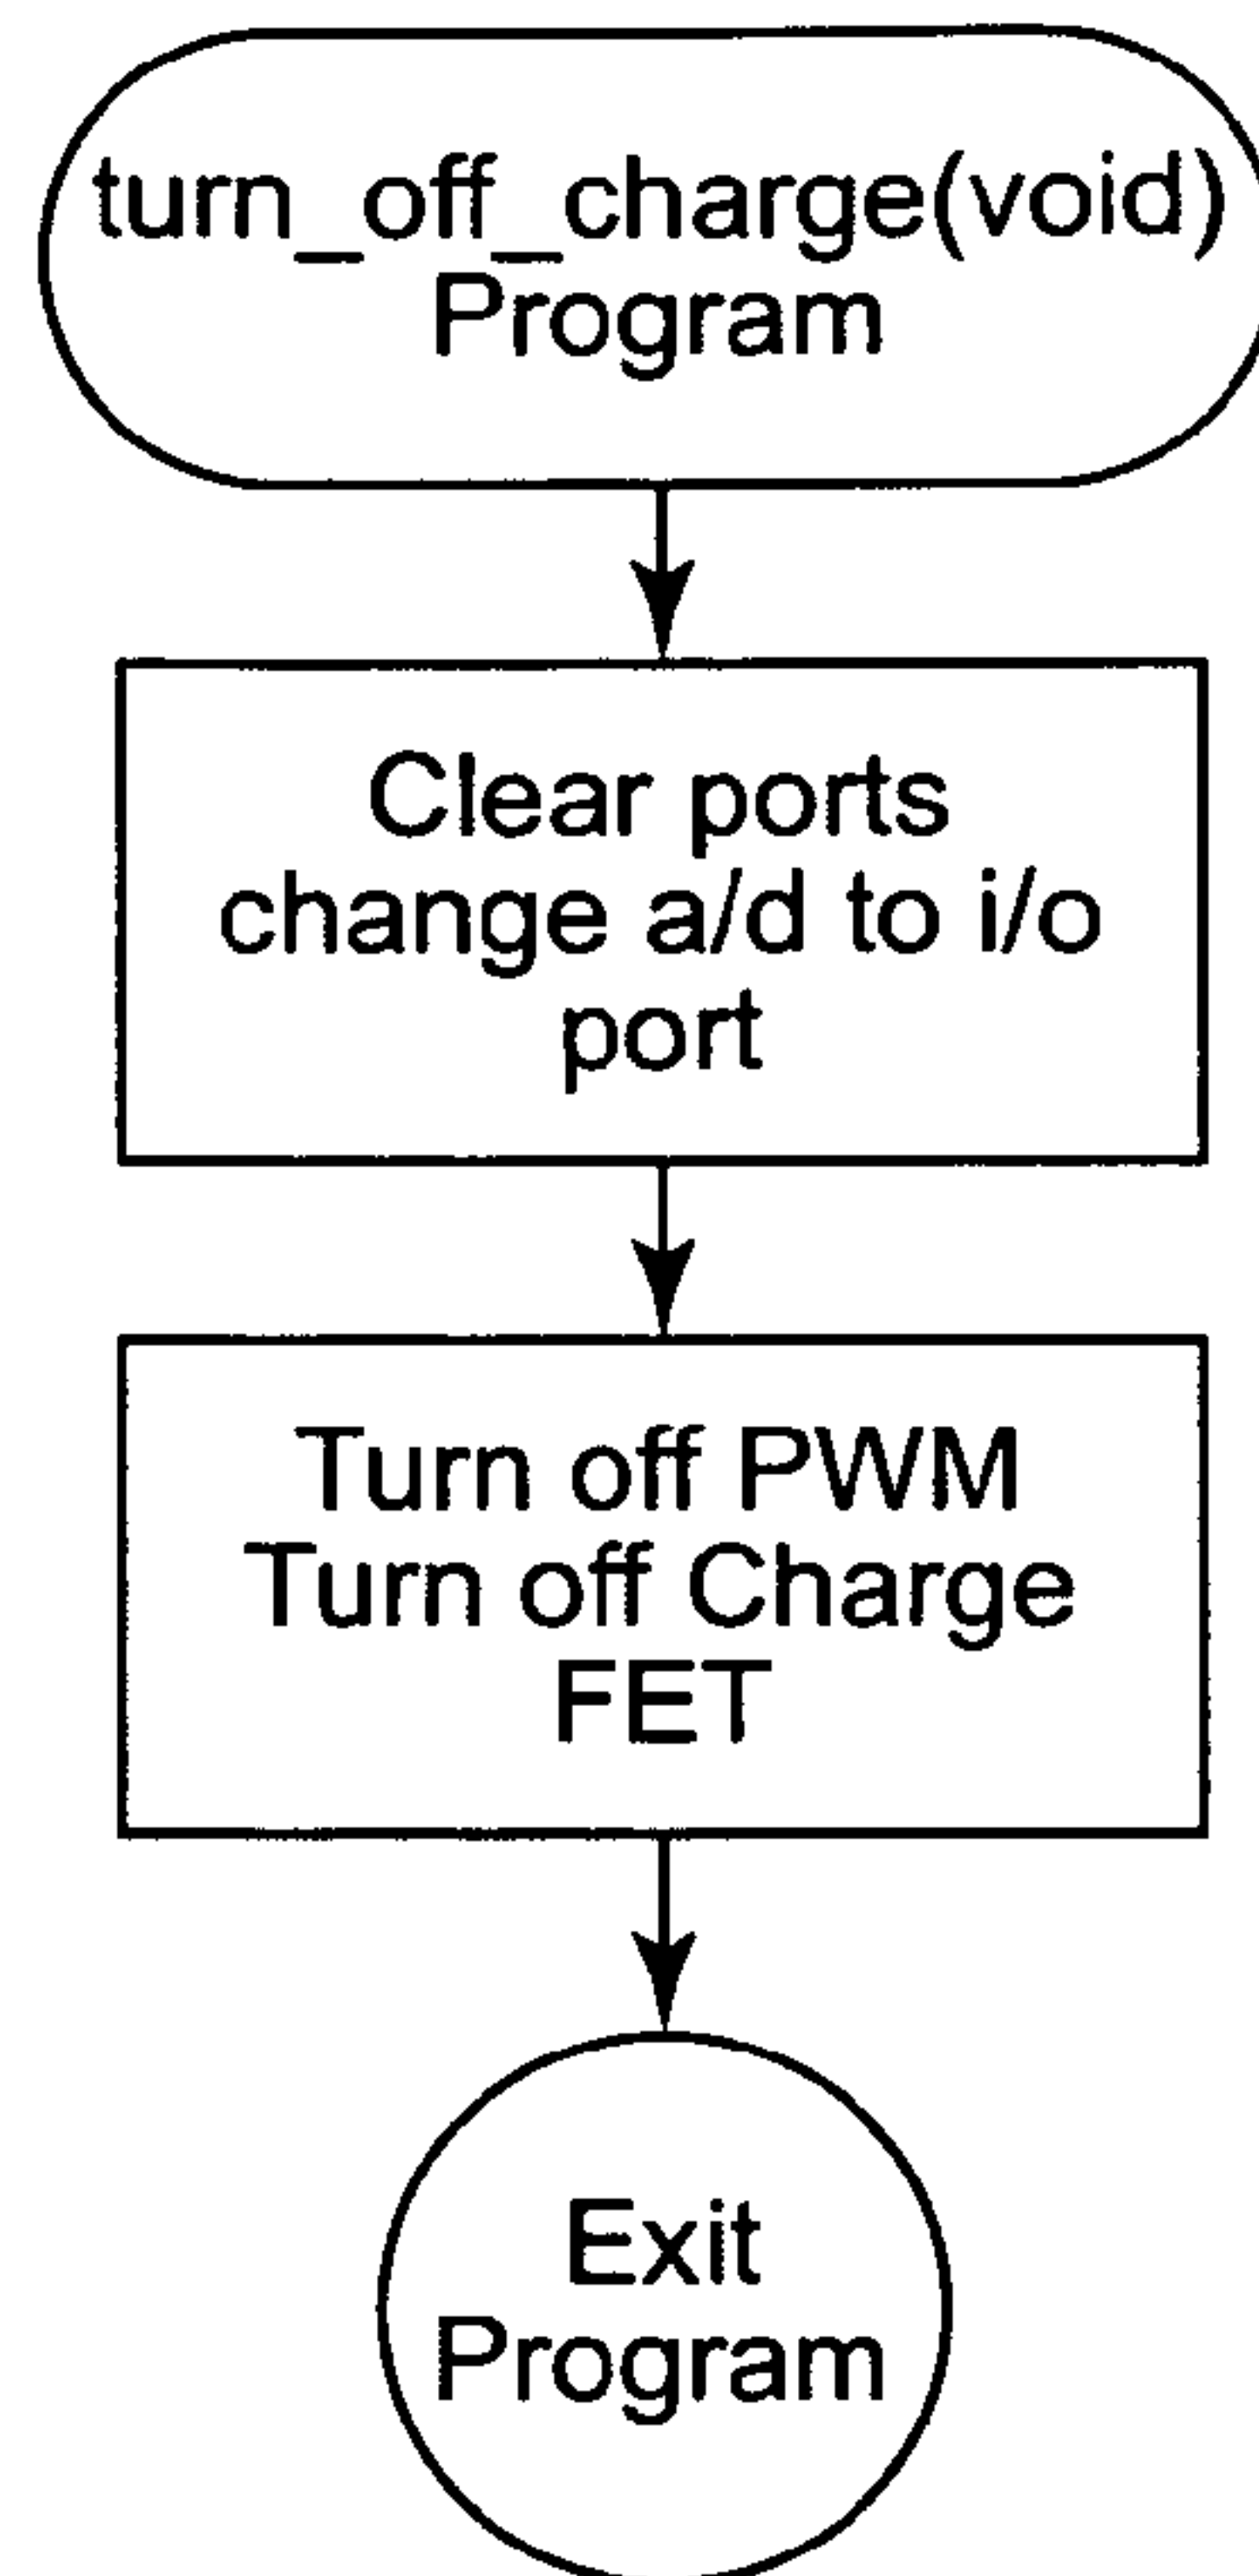 turn_off_charge(void)
Program
Clear ports
change a/d to i/o
port
Turn off PWM
Turn off Charge
FET
Exit
Program